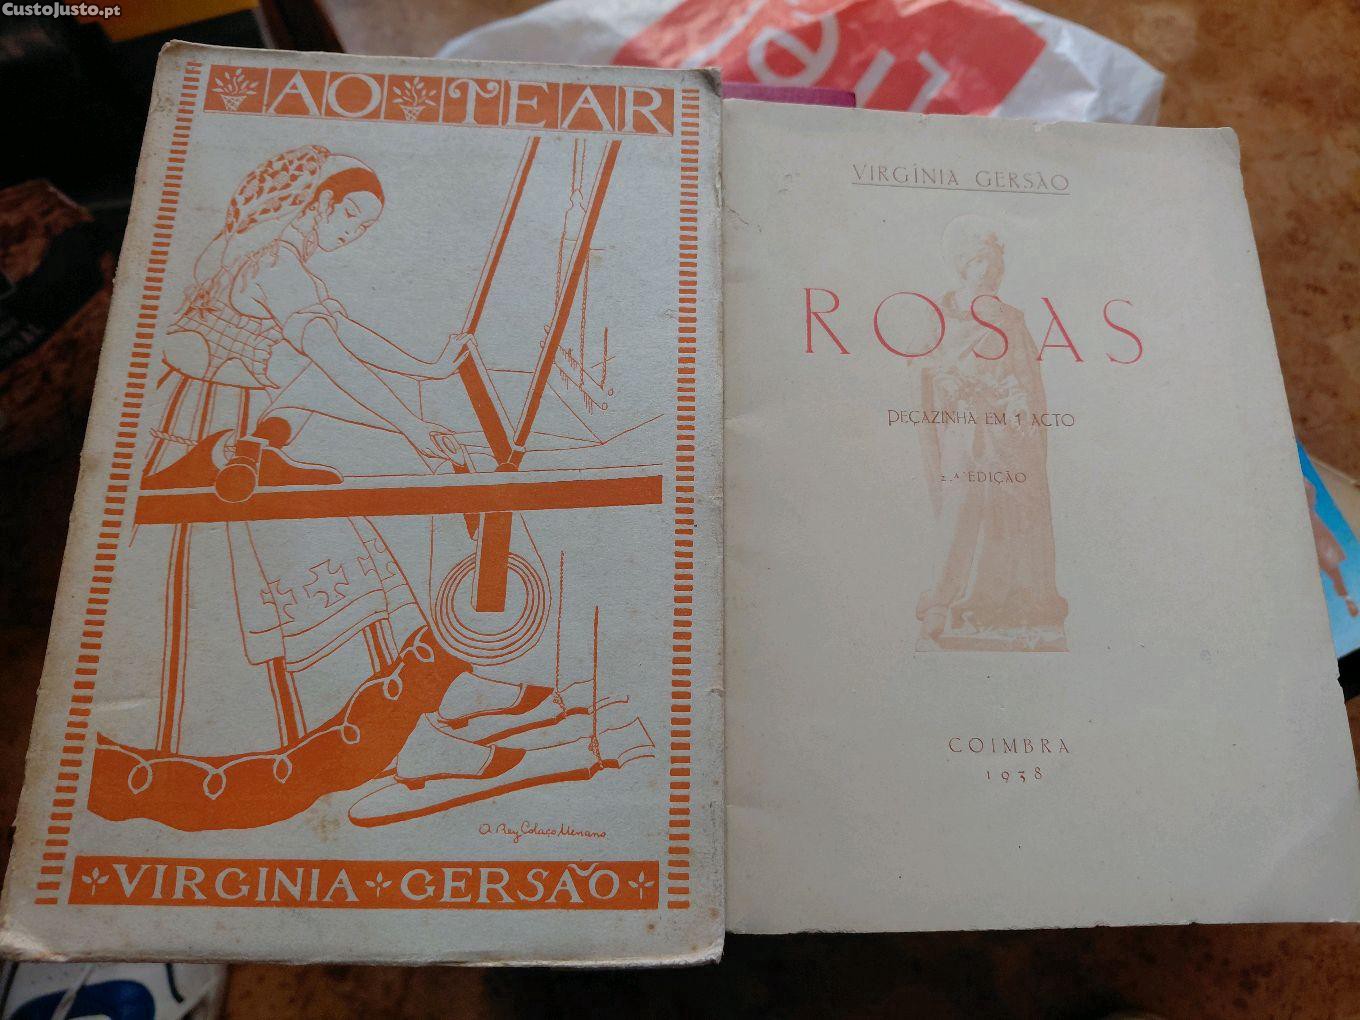 CustoJusto.pt
AO TEAR
A Rey Colaço Menano
VIRGINIA GERSÃO
VIRGÍNIA GERSÃO
ROSAS
PEÇAZINHA EM 1 ACTO
2.ª EDIÇÃO
COIMBRA
1938